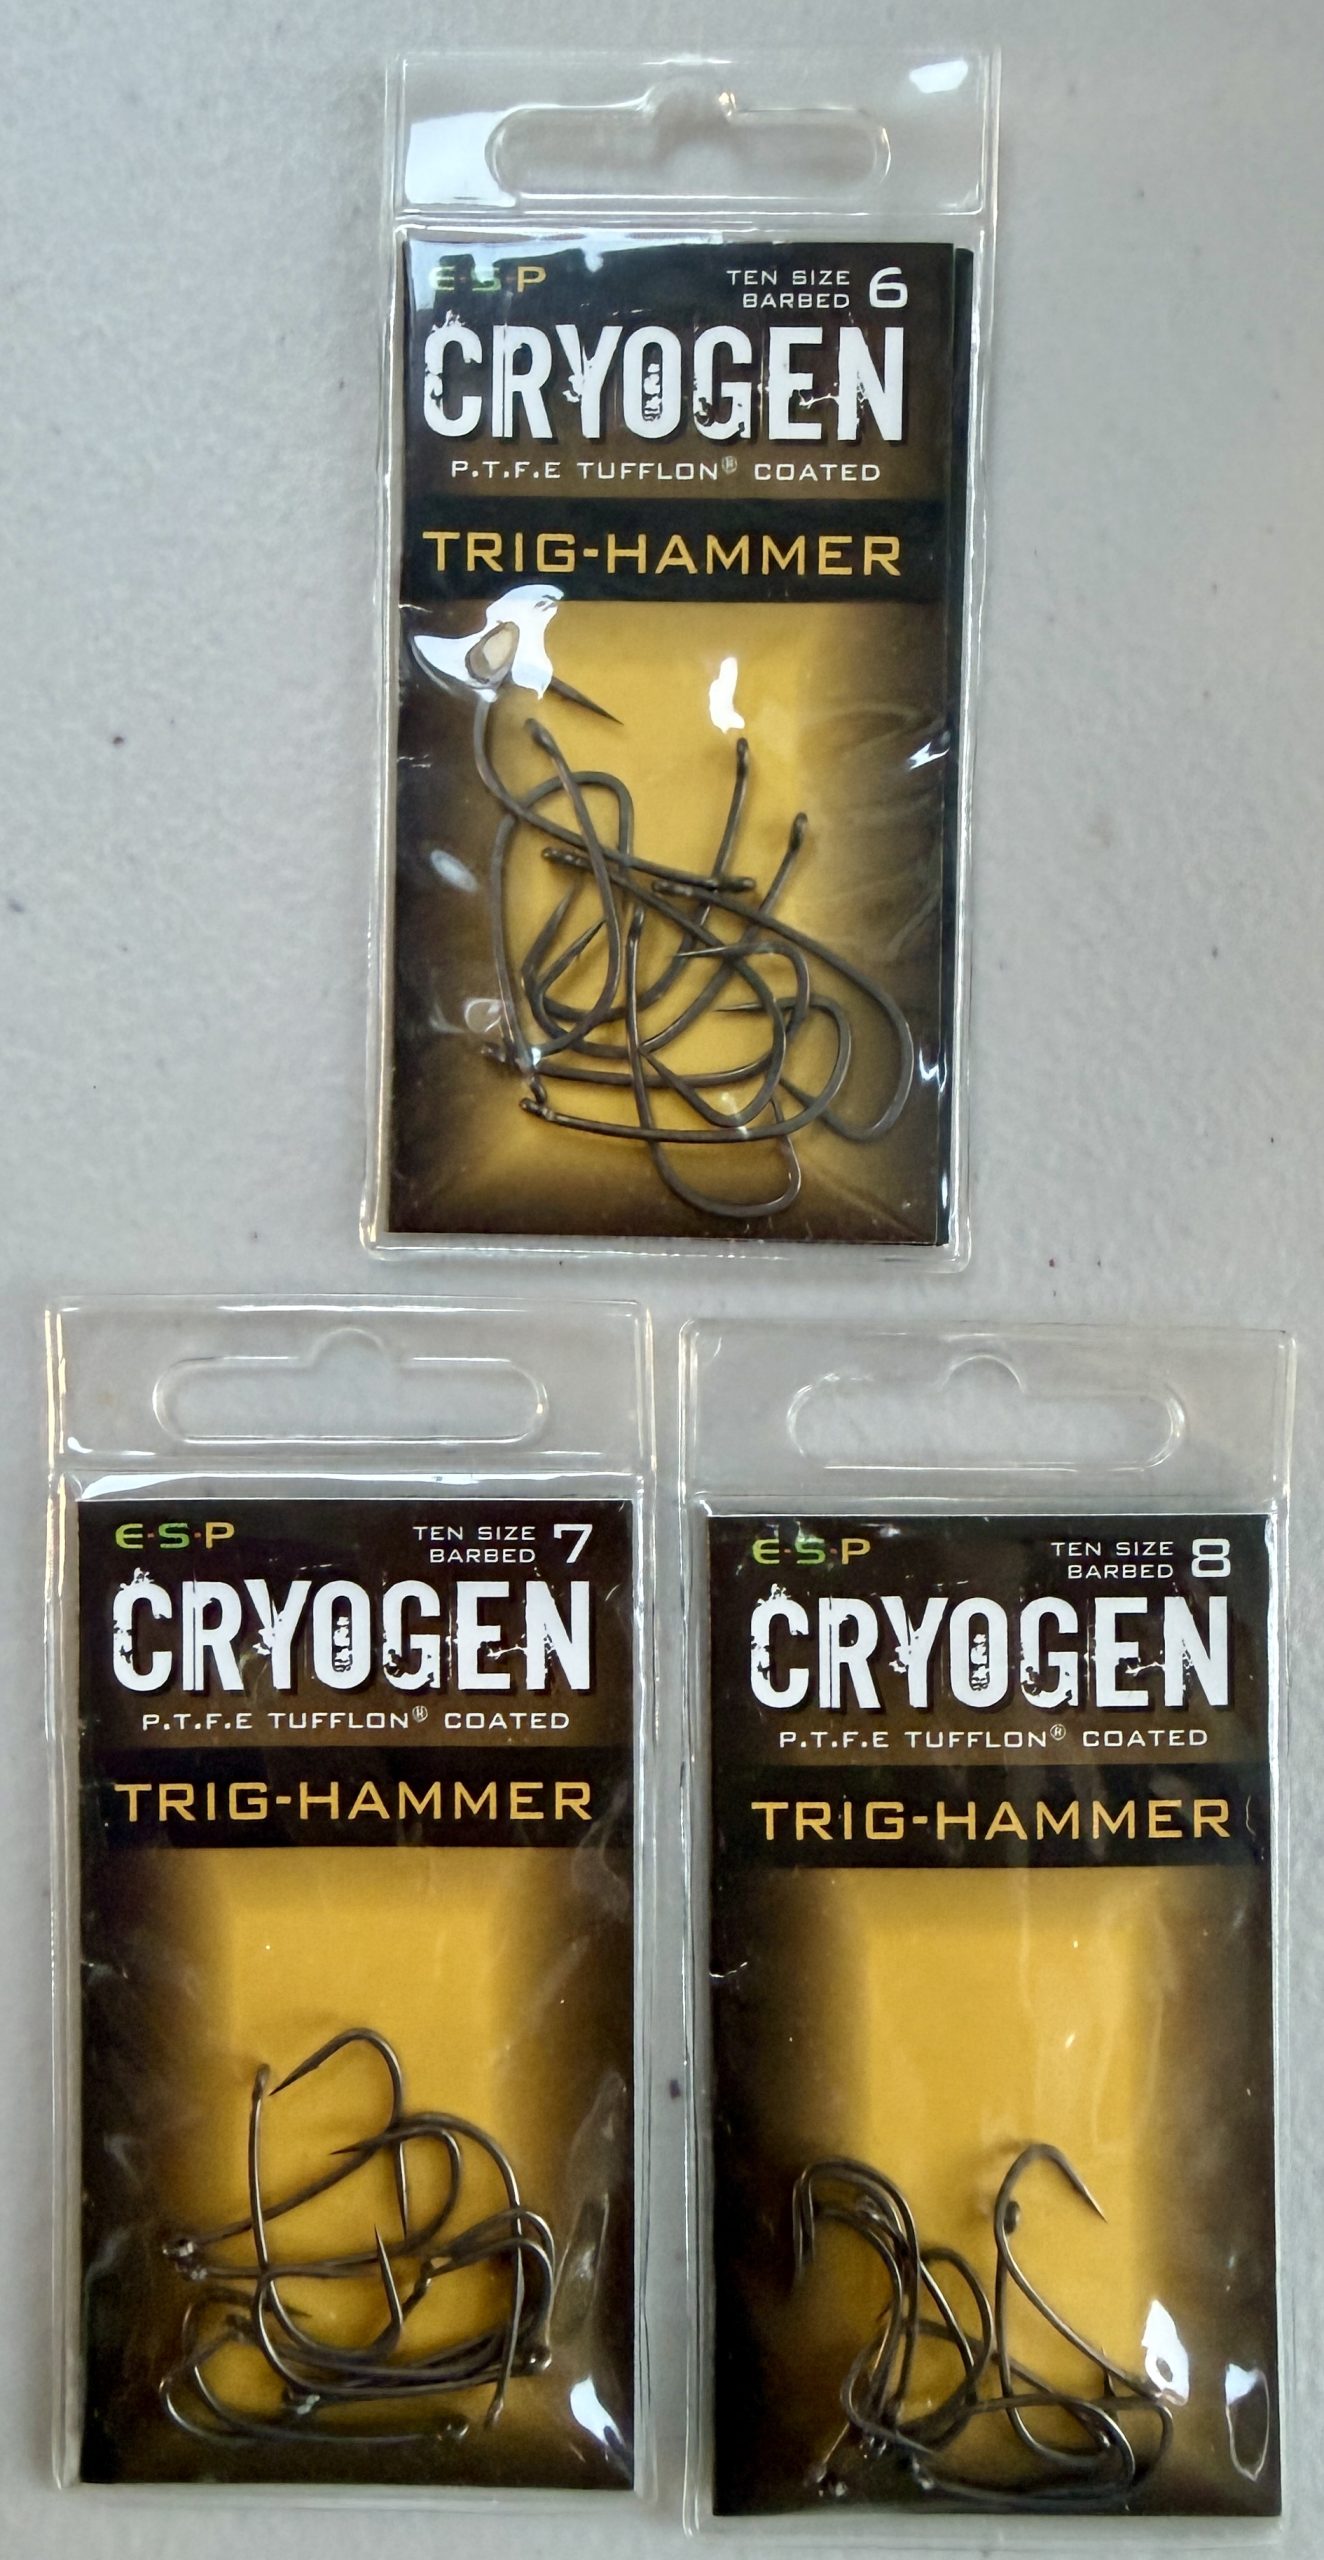 E·S·P
TEN SIZE 6
BARBED
CRYOGEN
P.T.F.E TUFFLON® COATED
TRIG-HAMMER
E·S·P
TEN SIZE 7
BARBED
CRYOGEN
P.T.F.E TUFFLON® COATED
TRIG-HAMMER
E·S·P
TEN SIZE 8
BARBED
CRYOGEN
P.T.F.E TUFFLON® COATED
TRIG-HAMMER